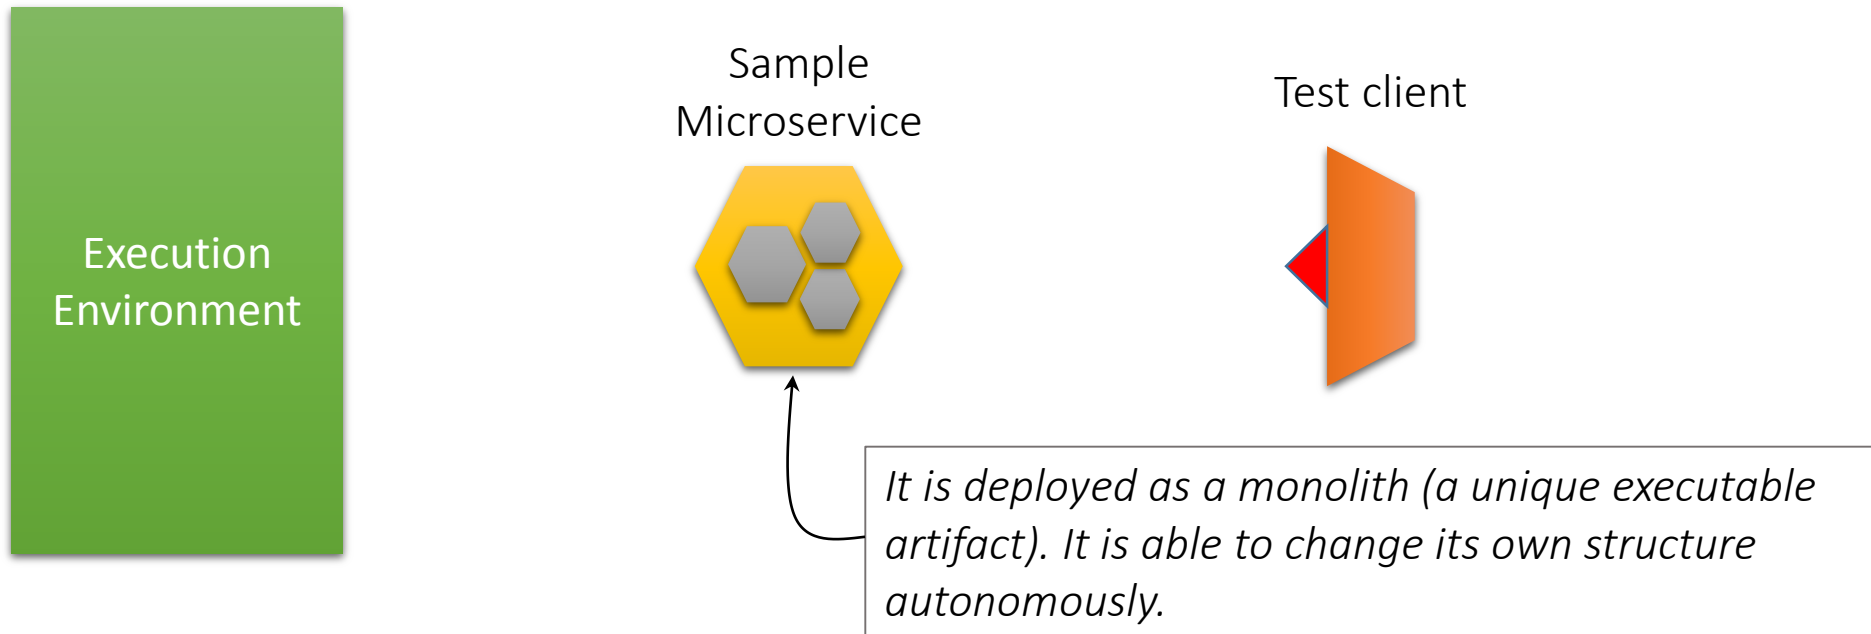 Execution
Environment
Sample
Microservice
Test client
It is deployed as a monolith (a unique executable
artifact). It is able to change its own structure
autonomously.